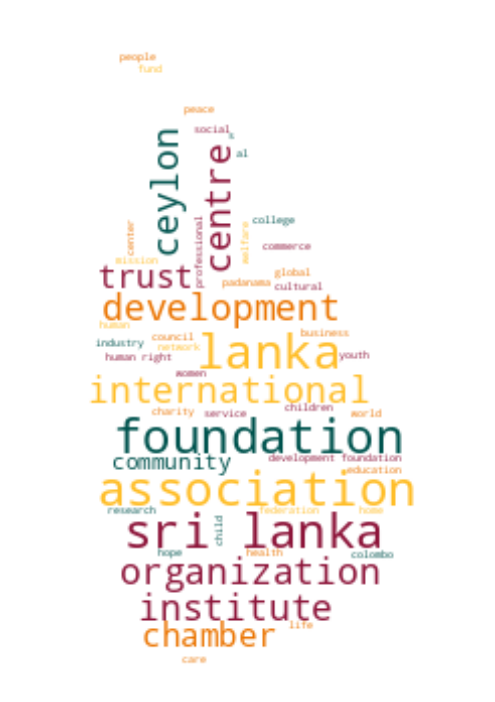 people
fund
peace
social
s
al
ceylon
centre
college
center
professional
welfare
commerce
mission
trust
global
padanama
cultural
development
human
business
industry
council
network
lanka
human right
youth
women
international
charity
service
children
world
foundation
community
development foundation
education
association
research
federation
home
sri lanka
child
hope
health
colombo
organization
institute
life
chamber
care